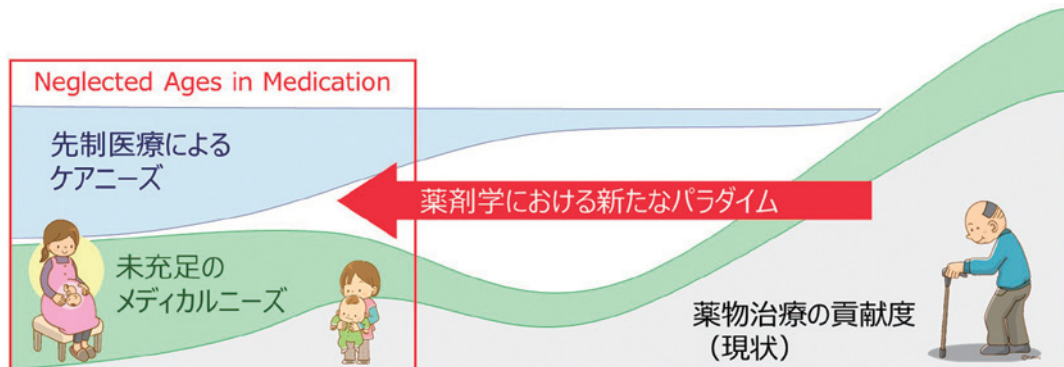 Neglected Ages in Medication
先制医療による
ケアニーズ
薬剤学における新たなパラダイム
未充足の
メディカルニーズ
薬物治療の貢献度
（現状）